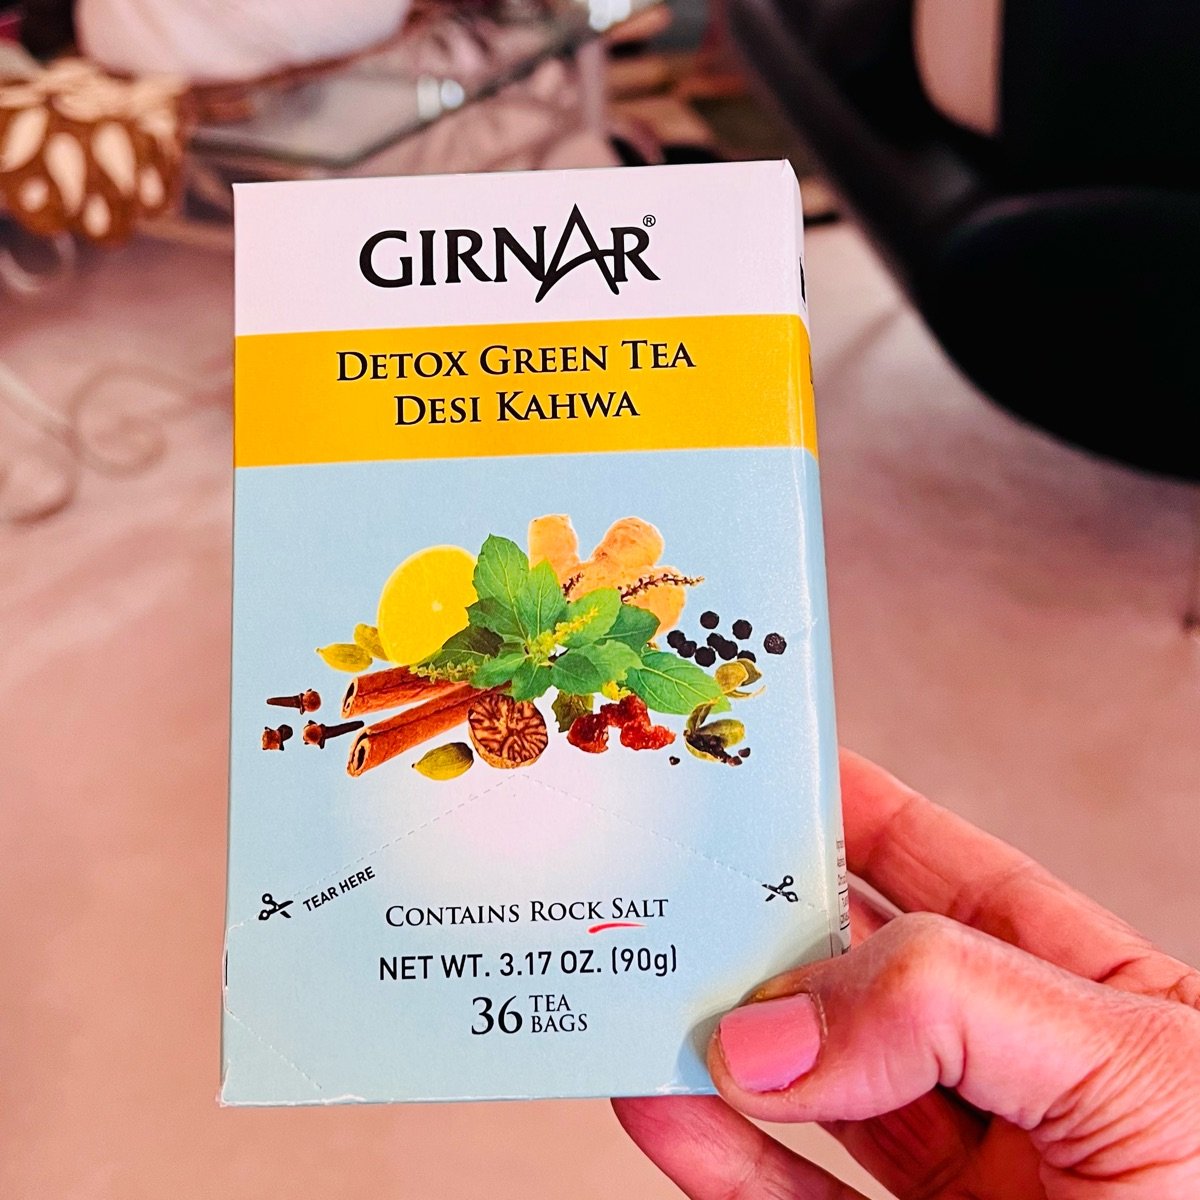 GIRNAR®
DETOX GREEN TEA
DESI KAHWA
TEAR HERE
CONTAINS ROCK SALT
NET WT. 3.17 OZ. (90g)
36 TEA
BAGS